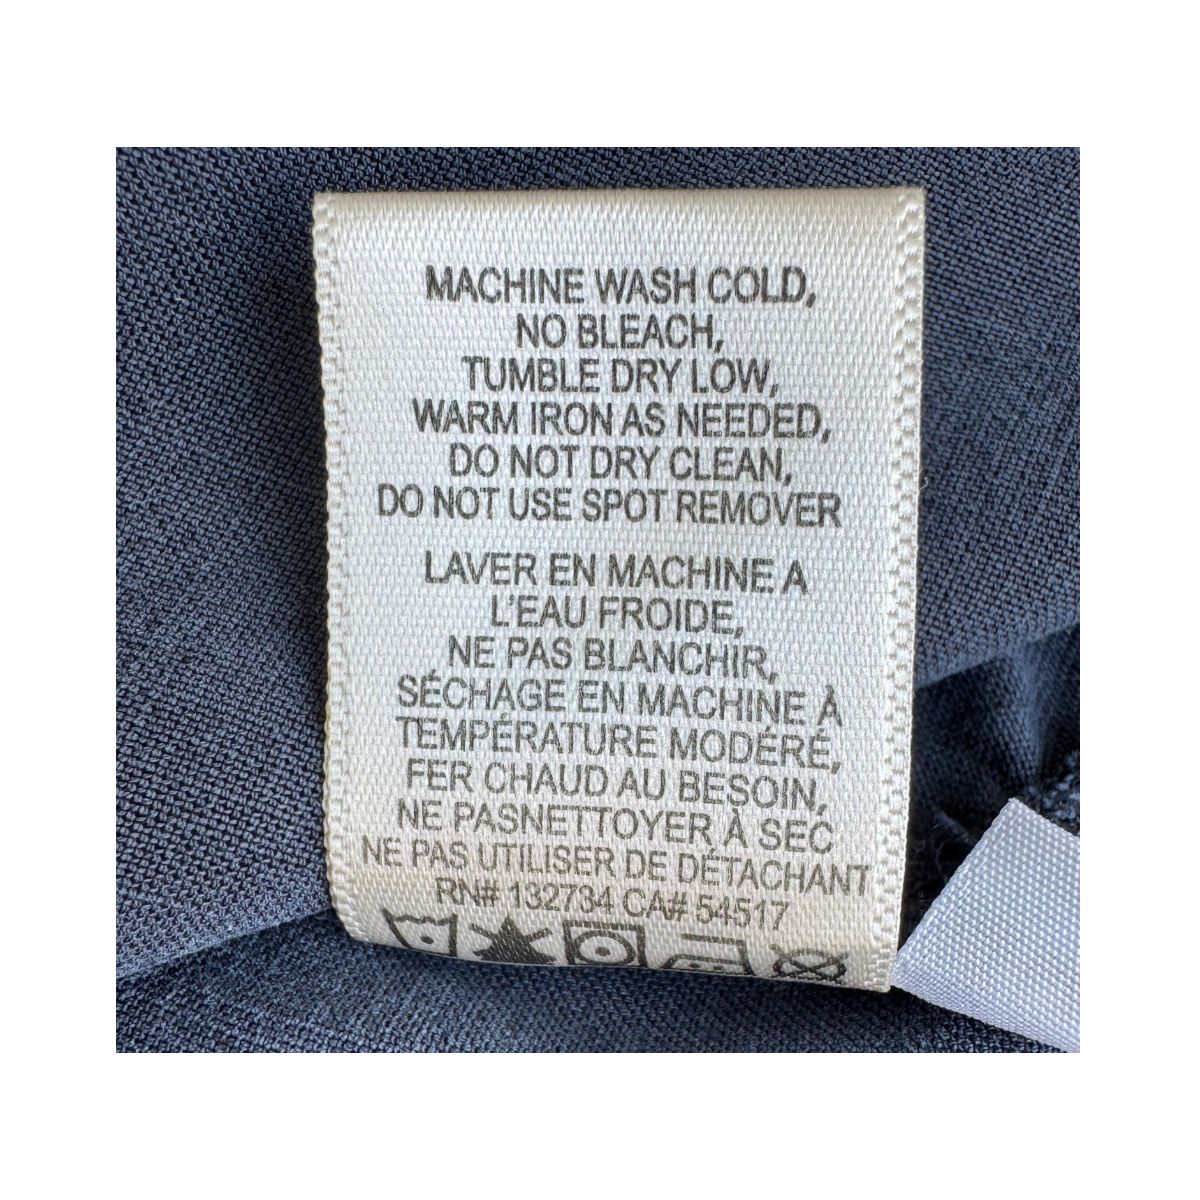 MACHINE WASH COLD,
NO BLEACH,
TUMBLE DRY LOW,
WARM IRON AS NEEDED,
DO NOT DRY CLEAN,
DO NOT USE SPOT REMOVER
LAVER EN MACHINE A
L'EAU FROIDE,
NE PAS BLANCHIR,
SÉCHAGE EN MACHINE À
TEMPÉRATURE MODÉRÉ,
FER CHAUD AU BESOIN,
NE PASNETTOYER À SEC
NE PAS UTILISER DE DÉTACHANT
RN# 132734 CA# 54517